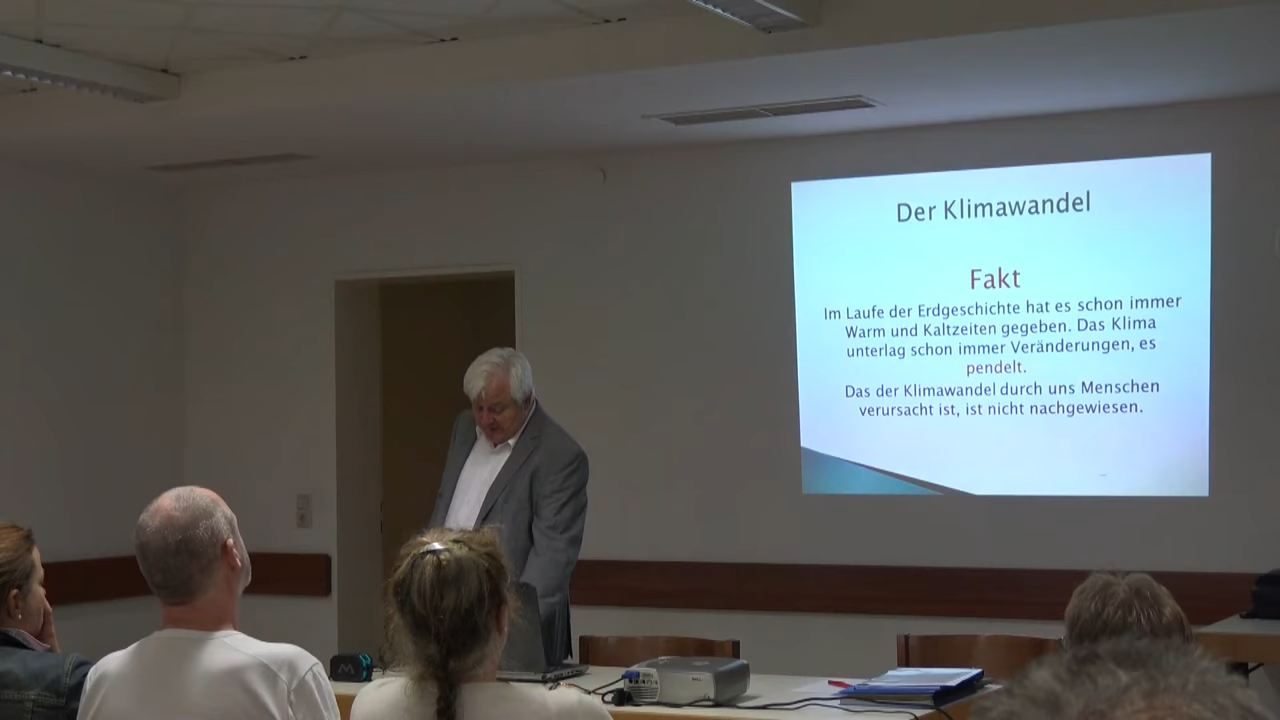 Der Klimawandel
Fakt
Im Laufe der Erdgeschichte hat es schon immer
Warm und Kaltzeiten gegeben. Das Klima
unterlag schon immer Veränderungen, es
pendelt.
Das der Klimawandel durch uns Menschen
verursacht ist, ist nicht nachgewiesen.